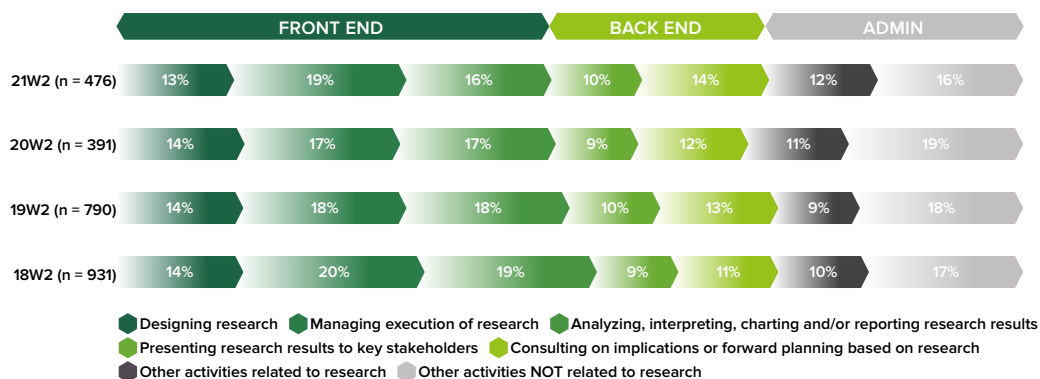 FRONT END BACK END ADMIN
21W2 (n = 476) 13% 19% 16% 10% 14% 12% 16%
20W2 (n = 391) 14% 17% 17% 9% 12% 11% 19%
19W2 (n = 790) 14% 18% 18% 10% 13% 9% 18%
18W2 (n = 931) 14% 20% 19% 9% 11% 10% 17%
Designing research Managing execution of research Analyzing, interpreting, charting and/or reporting research results
Presenting research results to key stakeholders Consulting on implications or forward planning based on research
Other activities related to research Other activities NOT related to research